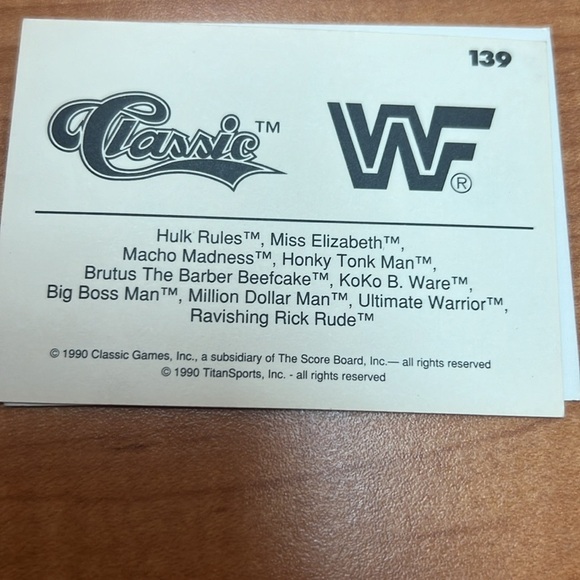 139
Classic™
WF®
Hulk Rules™, Miss Elizabeth™,
Macho Madness™, Honky Tonk Man™,
Brutus The Barber Beefcake™, KoKo B. Ware™,
Big Boss Man™, Million Dollar Man™, Ultimate Warrior™,
Ravishing Rick Rude™
© 1990 Classic Games, Inc., a subsidiary of The Score Board, Inc.— all rights reserved
© 1990 TitanSports, Inc. - all rights reserved